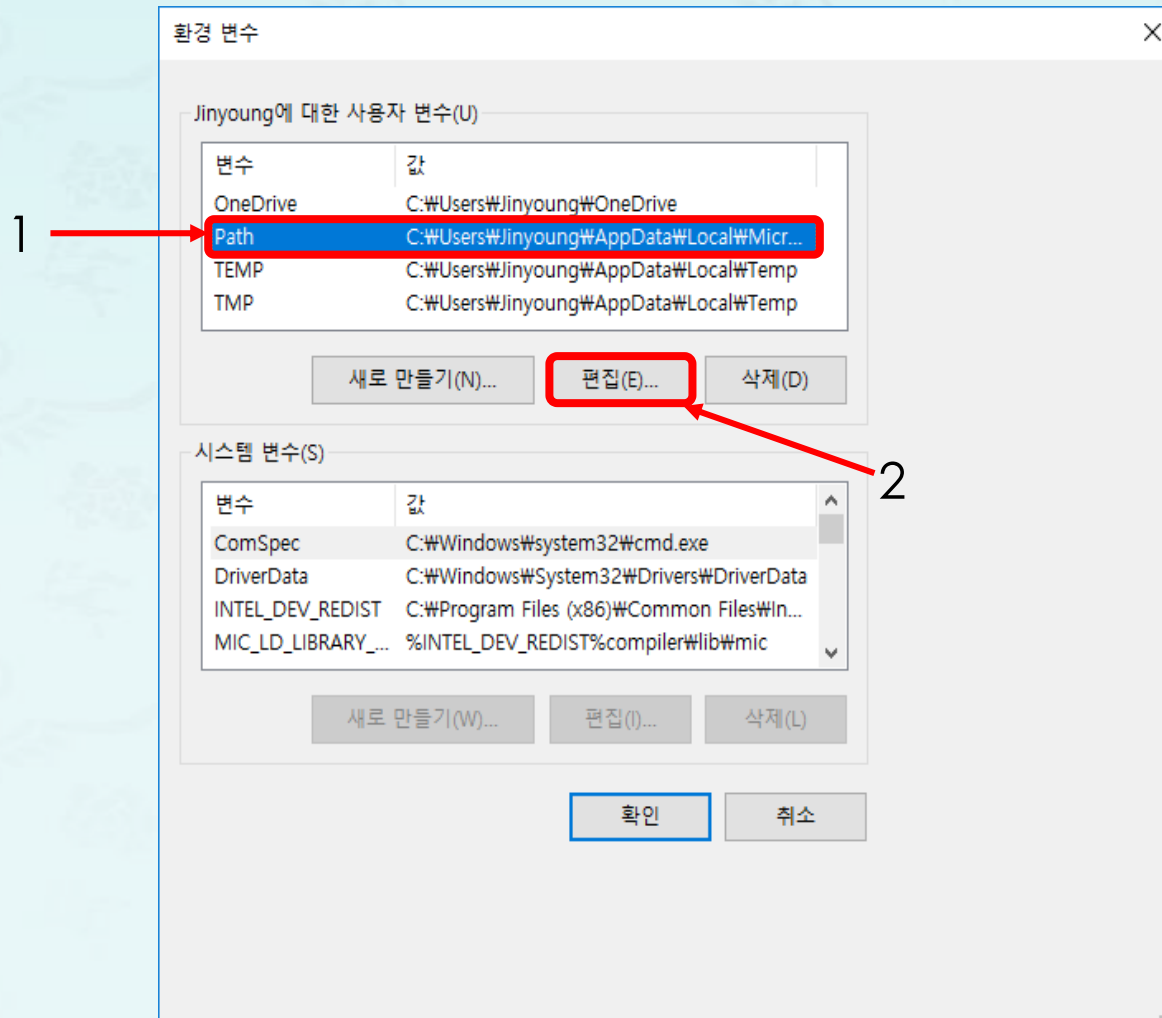 환경 변수
Jinyoung에 대한 사용자 변수(U)
변수 값
OneDrive C:₩Users₩Jinyoung₩OneDrive
1
Path C:₩Users₩Jinyoung₩AppData₩Local₩Micr...
TEMP C:₩Users₩Jinyoung₩AppData₩Local₩Temp
TMP C:₩Users₩Jinyoung₩AppData₩Local₩Temp
새로 만들기(N)... 편집(E)... 삭제(D)
시스템 변수(S)
2
변수 값
ComSpec C:₩Windows₩system32₩cmd.exe
DriverData C:₩Windows₩System32₩Drivers₩DriverData
INTEL_DEV_REDIST C:₩Program Files (x86)₩Common Files₩In...
MIC_LD_LIBRARY_... %INTEL_DEV_REDIST%compiler₩lib₩mic
새로 만들기(W)... 편집(I)... 삭제(L)
확인 취소